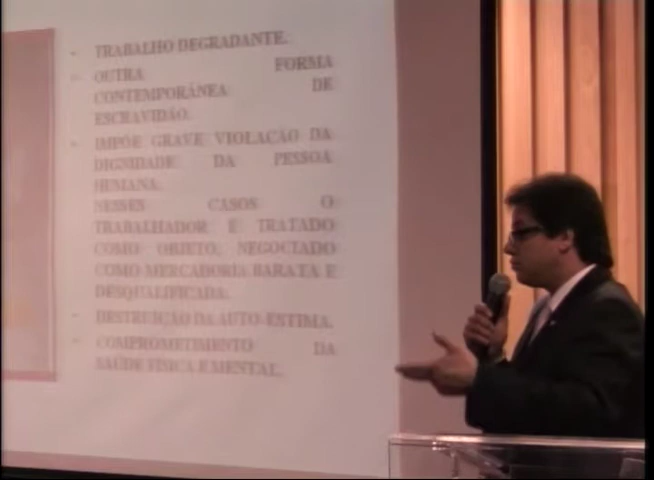 - TRABALHO DEGRADANTE.
- OUTRA FORMA
CONTEMPORÂNEA DE
ESCRAVIDÃO.
- IMPÕE GRAVE VIOLAÇÃO DA
DIGNIDADE DA PESSOA
HUMANA.
NESSES CASOS O
TRABALHADOR É TRATADO
COMO OBJETO, NEGOCIADO
COMO MERCADORIA BARATA E
DESQUALIFICADA.
- DESTRUIÇÃO DA AUTO-ESTIMA.
- COMPROMETIMENTO DA
SAÚDE FÍSICA E MENTAL.